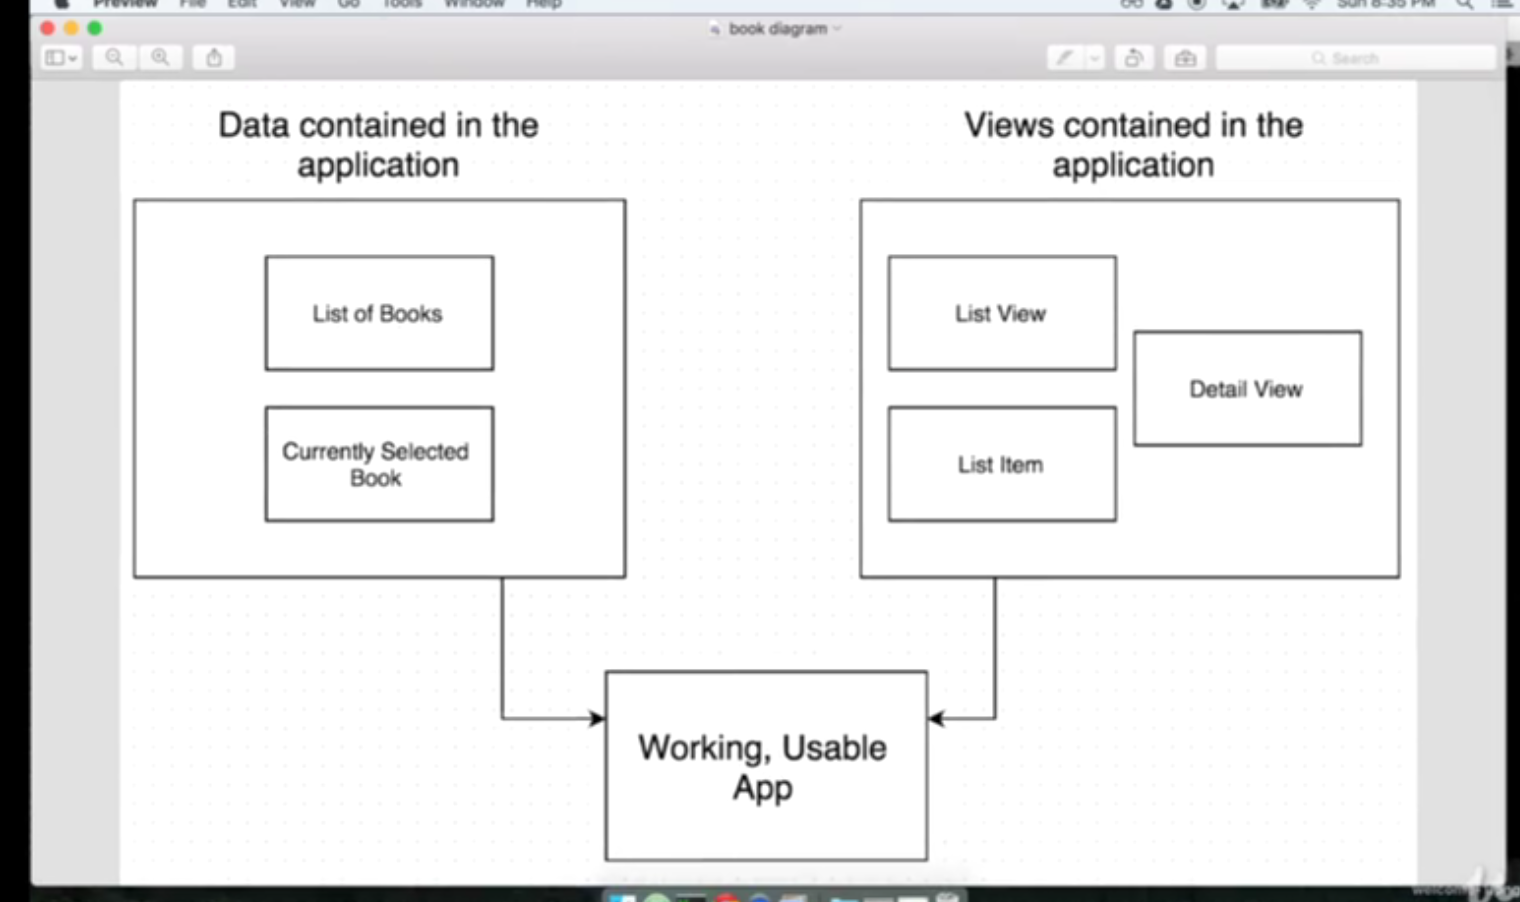 Preview File Edit View Go Tools Window Help
Sun 8:35 PM
book diagram
Search
Data contained in the
application
Views contained in the
application
List of Books
List View
Detail View
Currently Selected
Book
List Item
Working, Usable
App